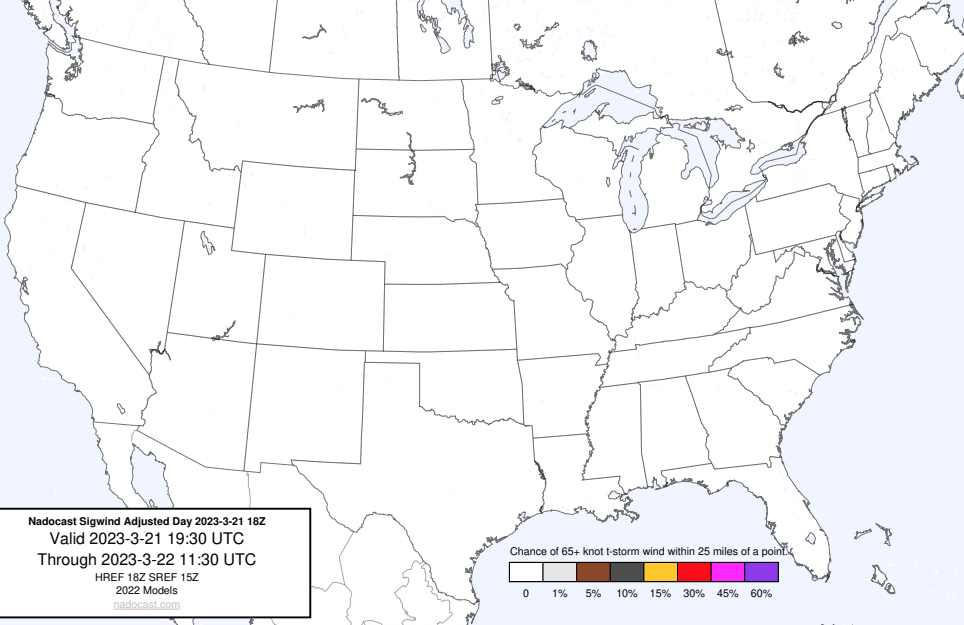 Nadocast Sigwind Adjusted Day 2023-3-21 18Z
Valid 2023-3-21 19:30 UTC
Through 2023-3-22 11:30 UTC
HREF 18Z SREF 15Z
2022 Models
nadocast.com
Chance of 65+ knot t-storm wind within 25 miles of a point.
0 1% 5% 10% 15% 30% 45% 60%